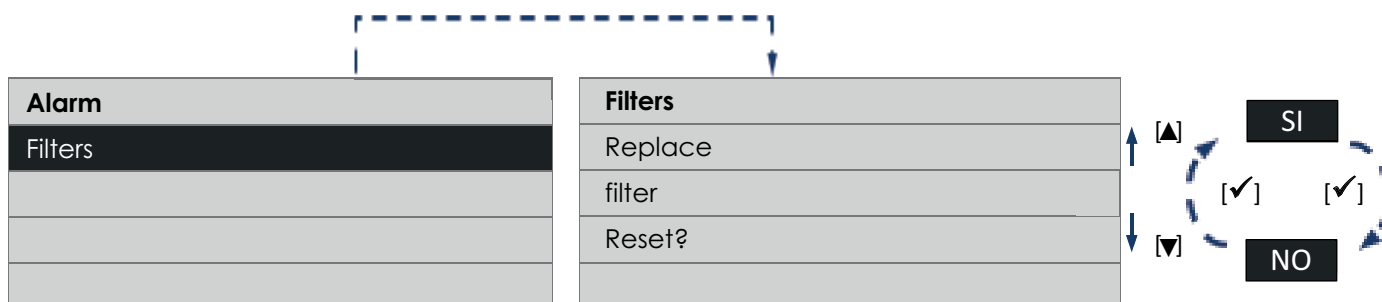 Alarm
Filters
Filters
Replace
filter
Reset?
[▲]
[▼]
SI
[✔] [✔]
NO